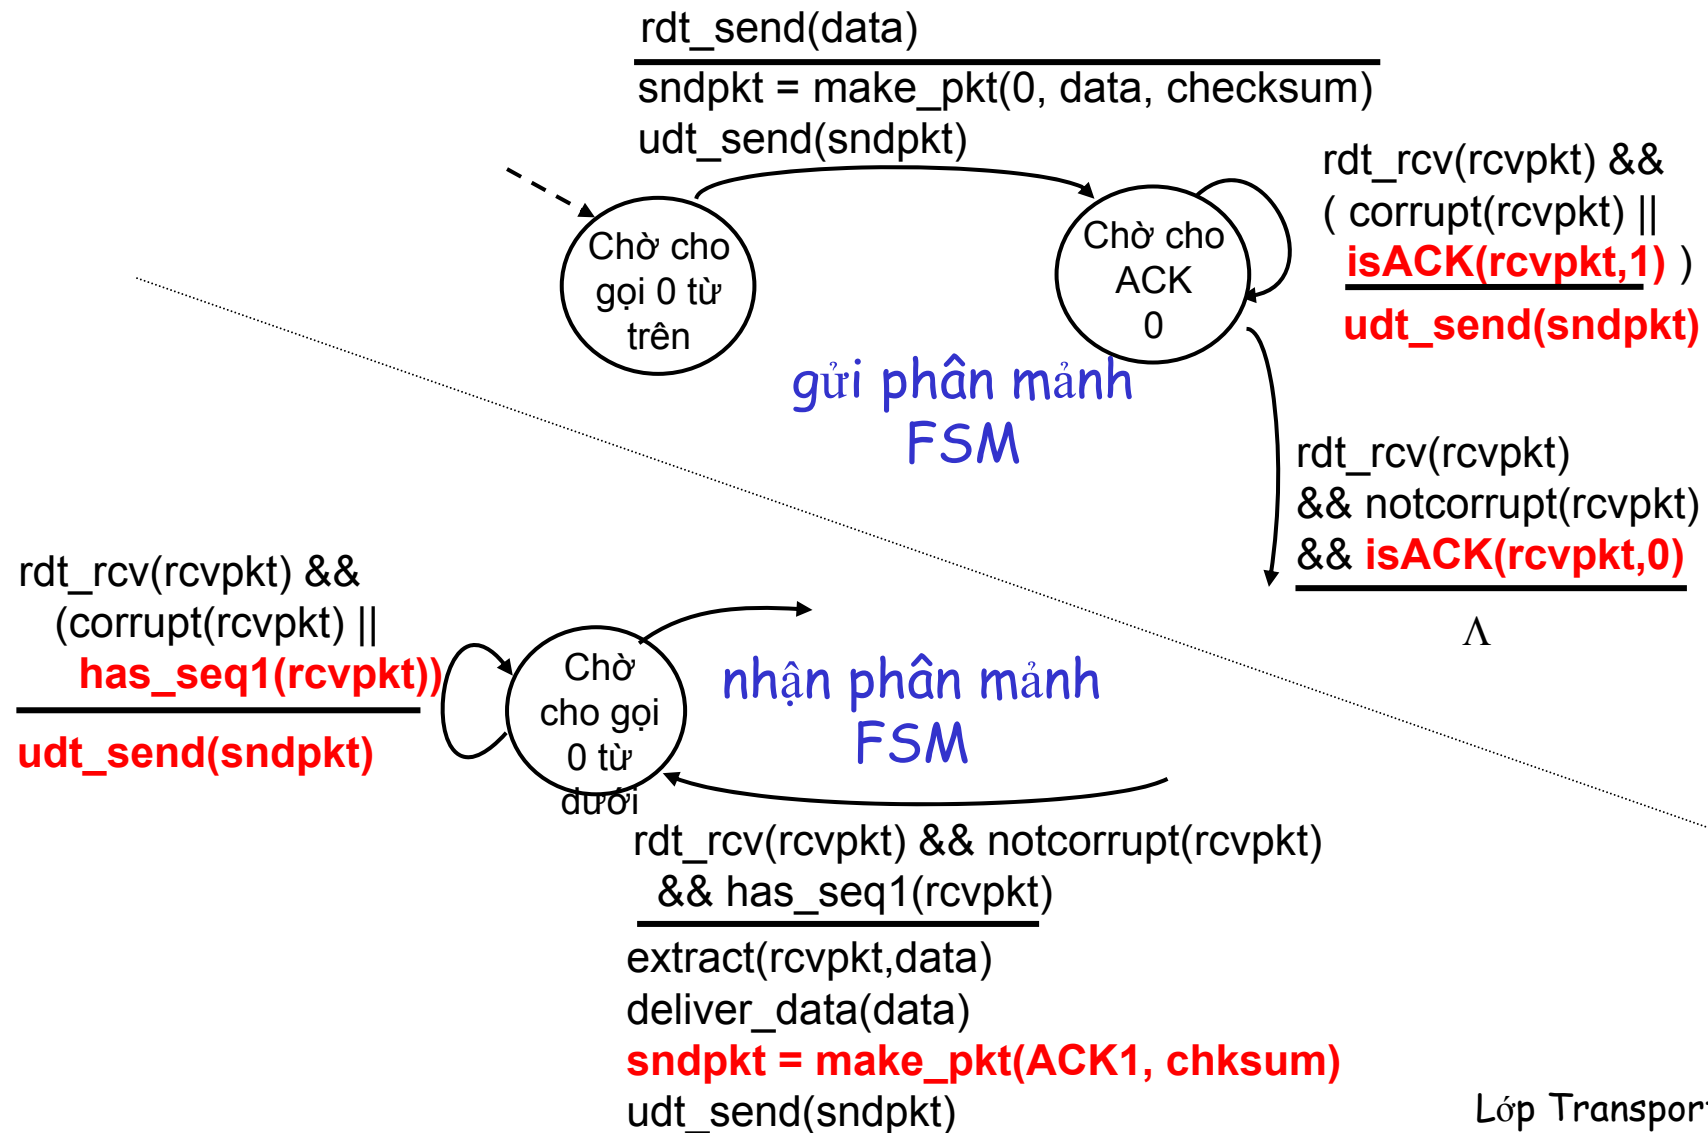 rdt_send(data)
sndpkt = make_pkt(0, data, checksum)
udt_send(sndpkt)
rdt_rcv(rcvpkt) &&
( corrupt(rcvpkt) ||
isACK(rcvpkt,1) )
udt_send(sndpkt)
Chờ cho
gọi 0 từ
trên
Chờ cho
ACK
0
gửi phân mảnh
FSM
rdt_rcv(rcvpkt)
&& notcorrupt(rcvpkt)
&& isACK(rcvpkt,0)
Λ
rdt_rcv(rcvpkt) &&
(corrupt(rcvpkt) ||
has_seq1(rcvpkt))
udt_send(sndpkt)
Chờ
cho gọi
0 từ
dưới
nhận phân mảnh
FSM
rdt_rcv(rcvpkt) && notcorrupt(rcvpkt)
&& has_seq1(rcvpkt)
extract(rcvpkt,data)
deliver_data(data)
sndpkt = make_pkt(ACK1, chksum)
udt_send(sndpkt)
Lớp Transport